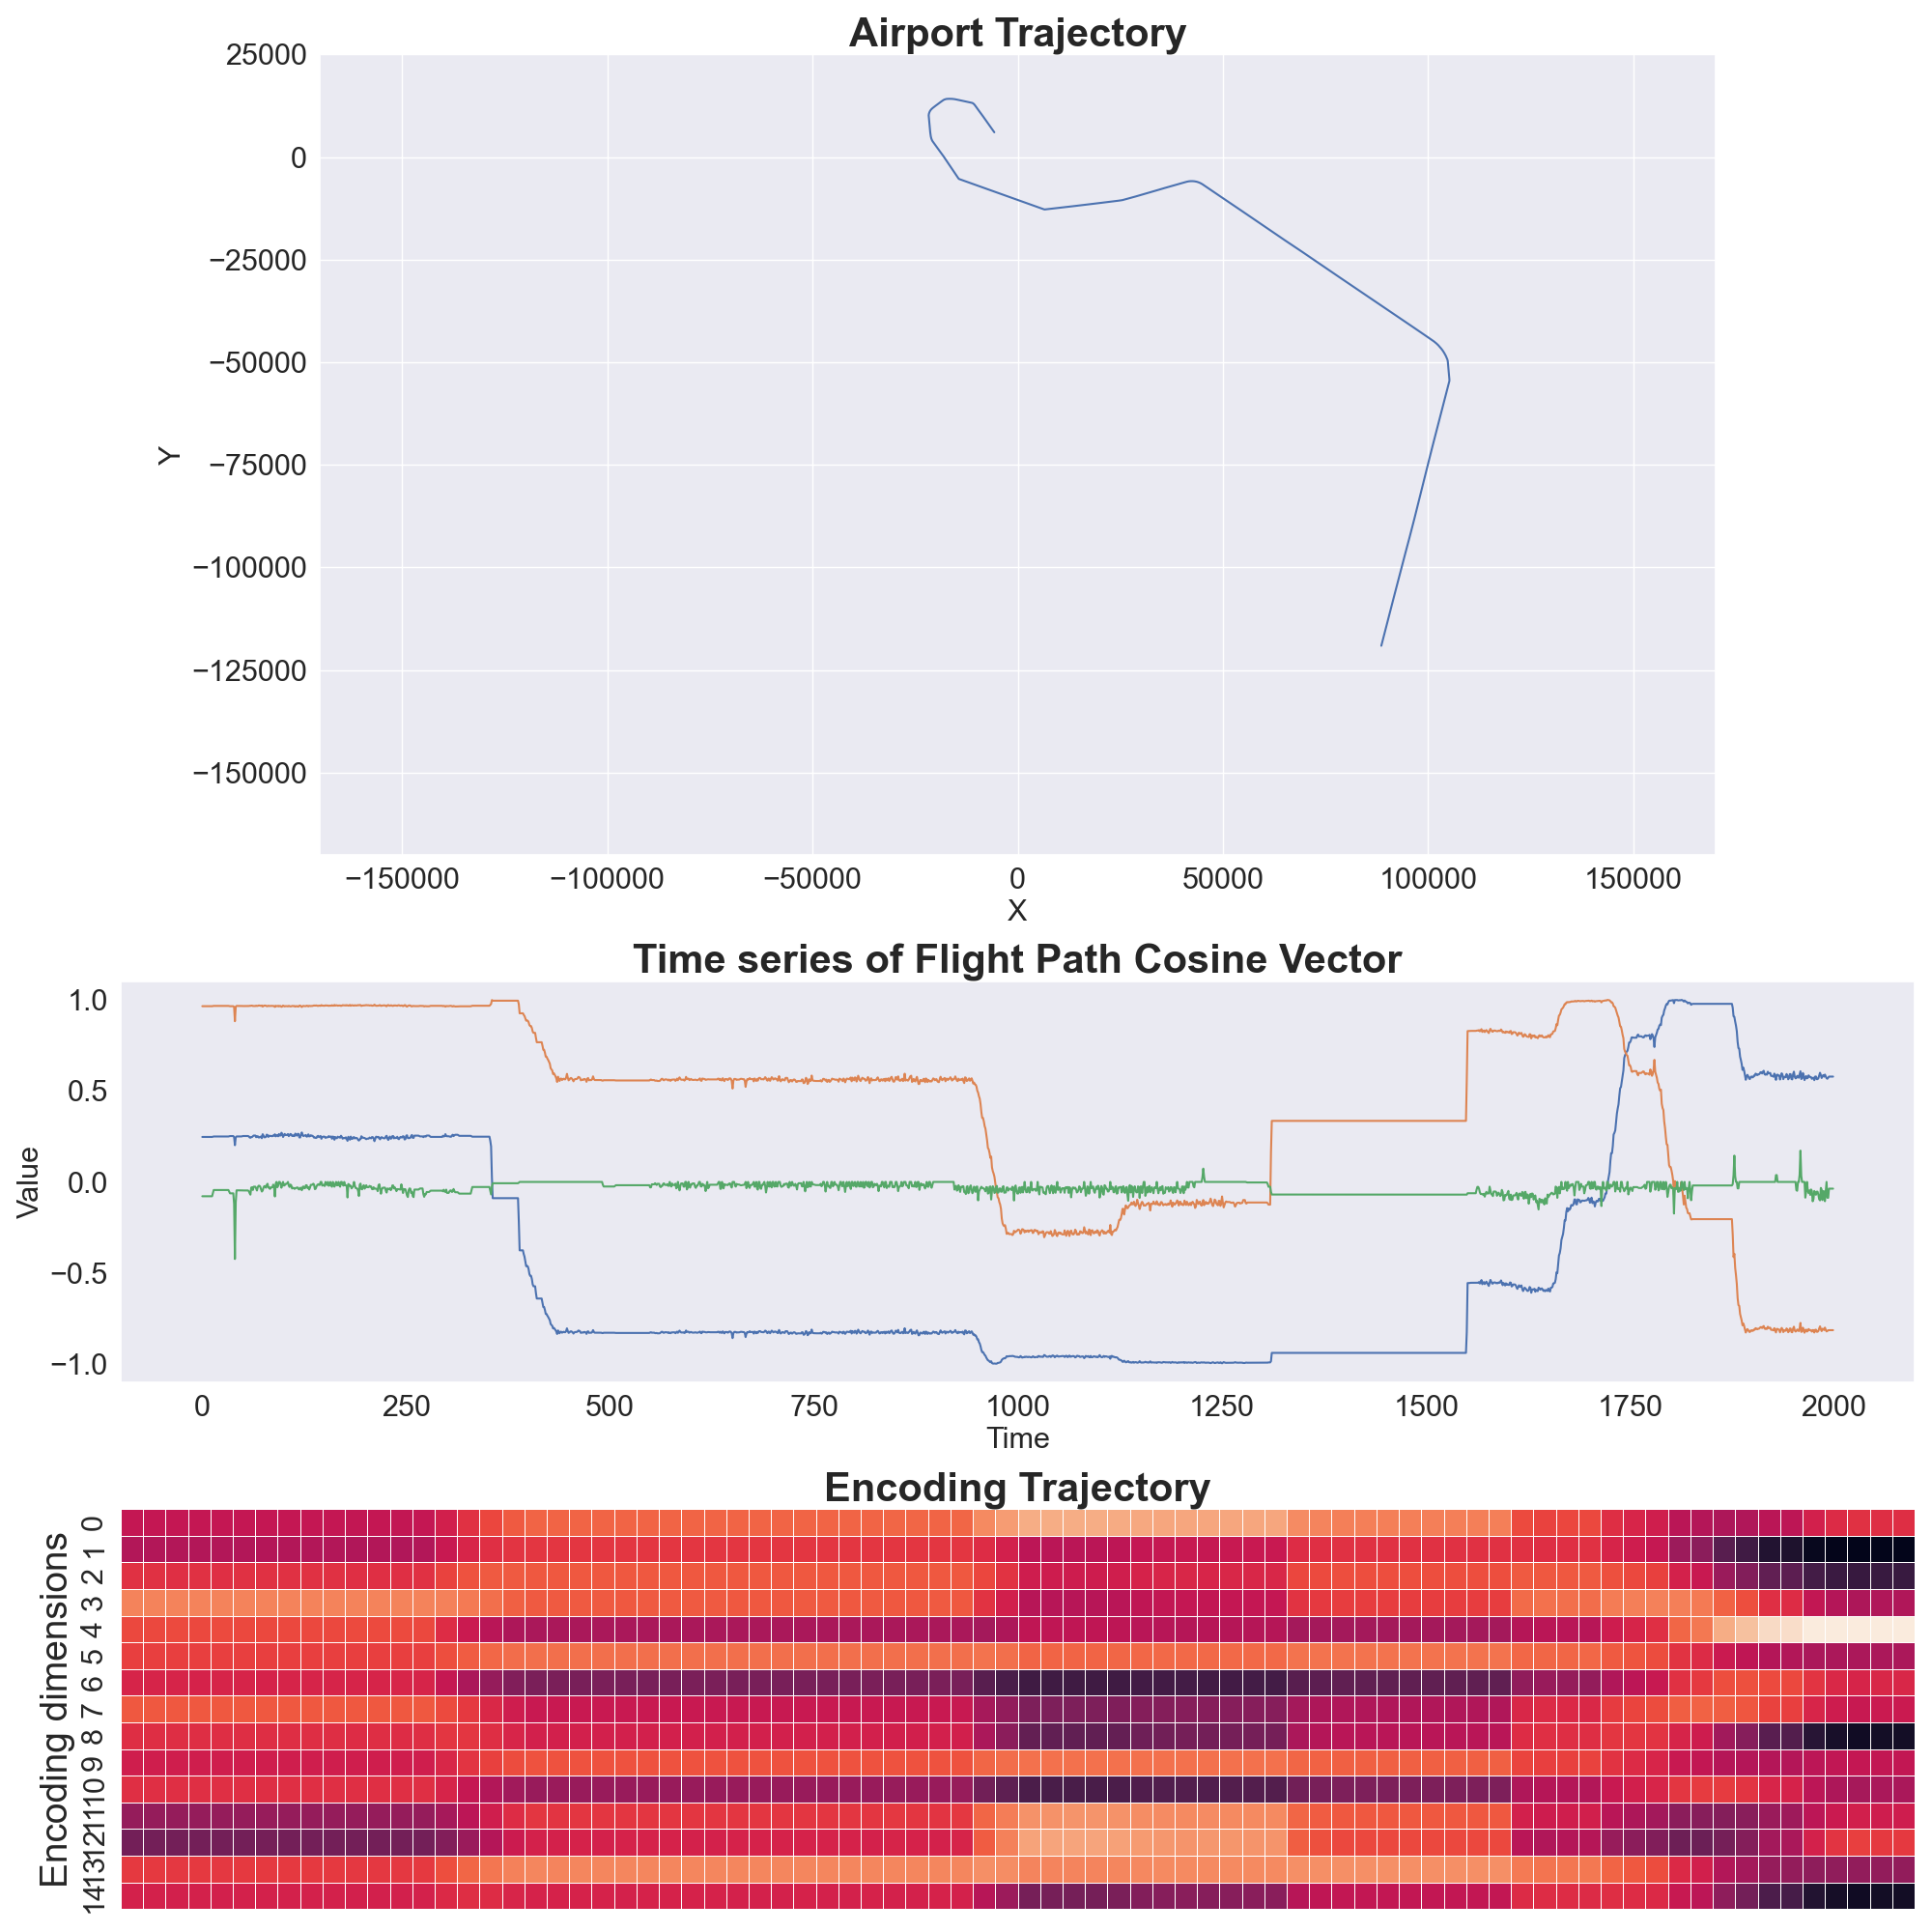 Airport Trajectory
25000
0
−25000
−50000
−75000
−100000
−125000
−150000
Y
−150000 −100000 −50000 0 50000 100000 150000
X
Time series of Flight Path Cosine Vector
1.0
0.5
0.0
−0.5
−1.0
Value
0 250 500 750 1000 1250 1500 1750 2000
Time
Encoding Trajectory
0
1
2
3
4
5
6
7
8
9
10
11
12
13
14
Encoding dimensions